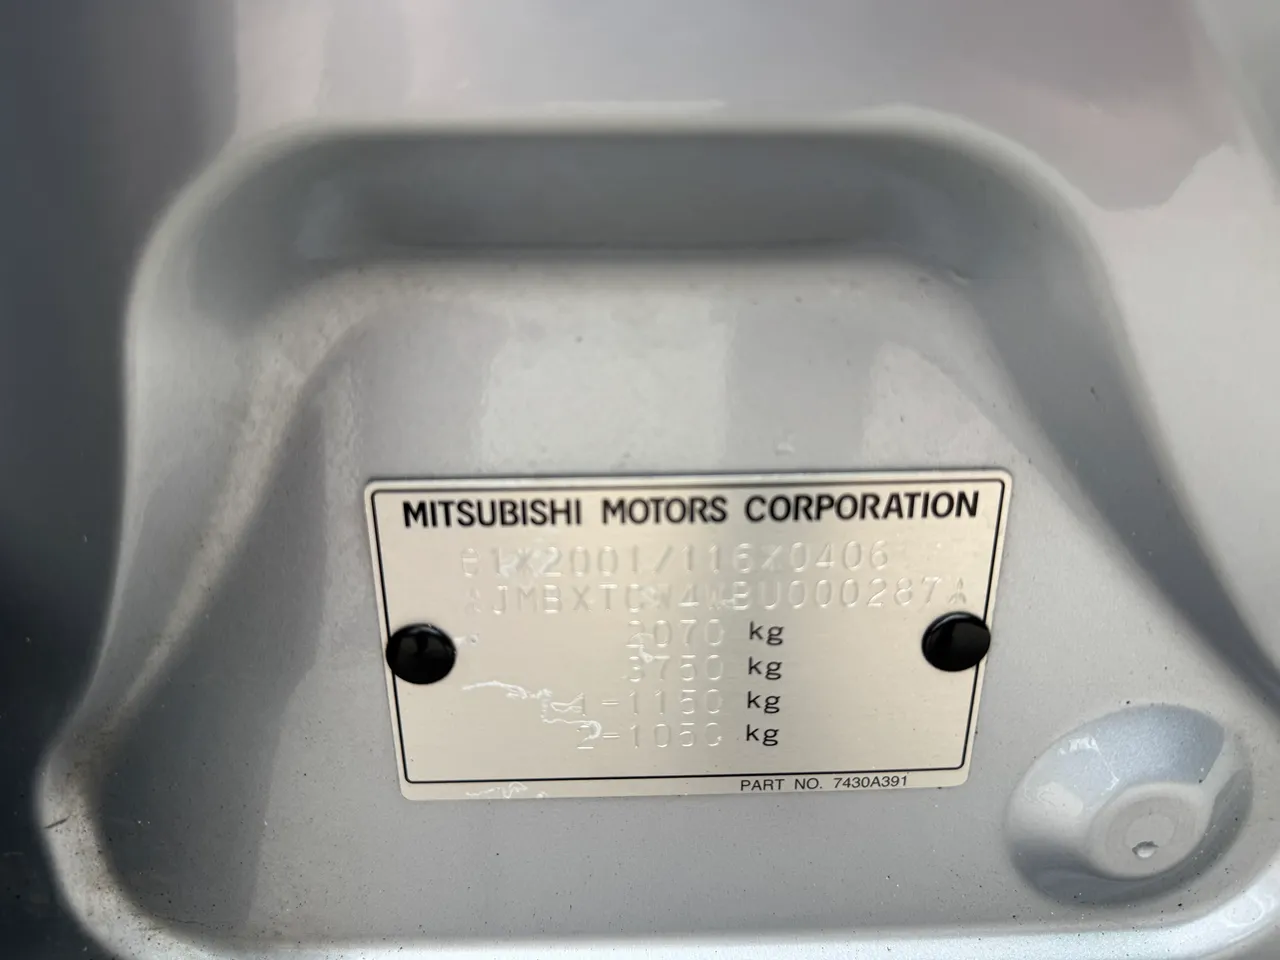 MITSUBISHI MOTORS CORPORATION
e1*2001/116*0406
JMBXTCW4WBU000287
2070 kg
3750 kg
1-1150 kg
2-1050 kg
PART NO. 7430A391